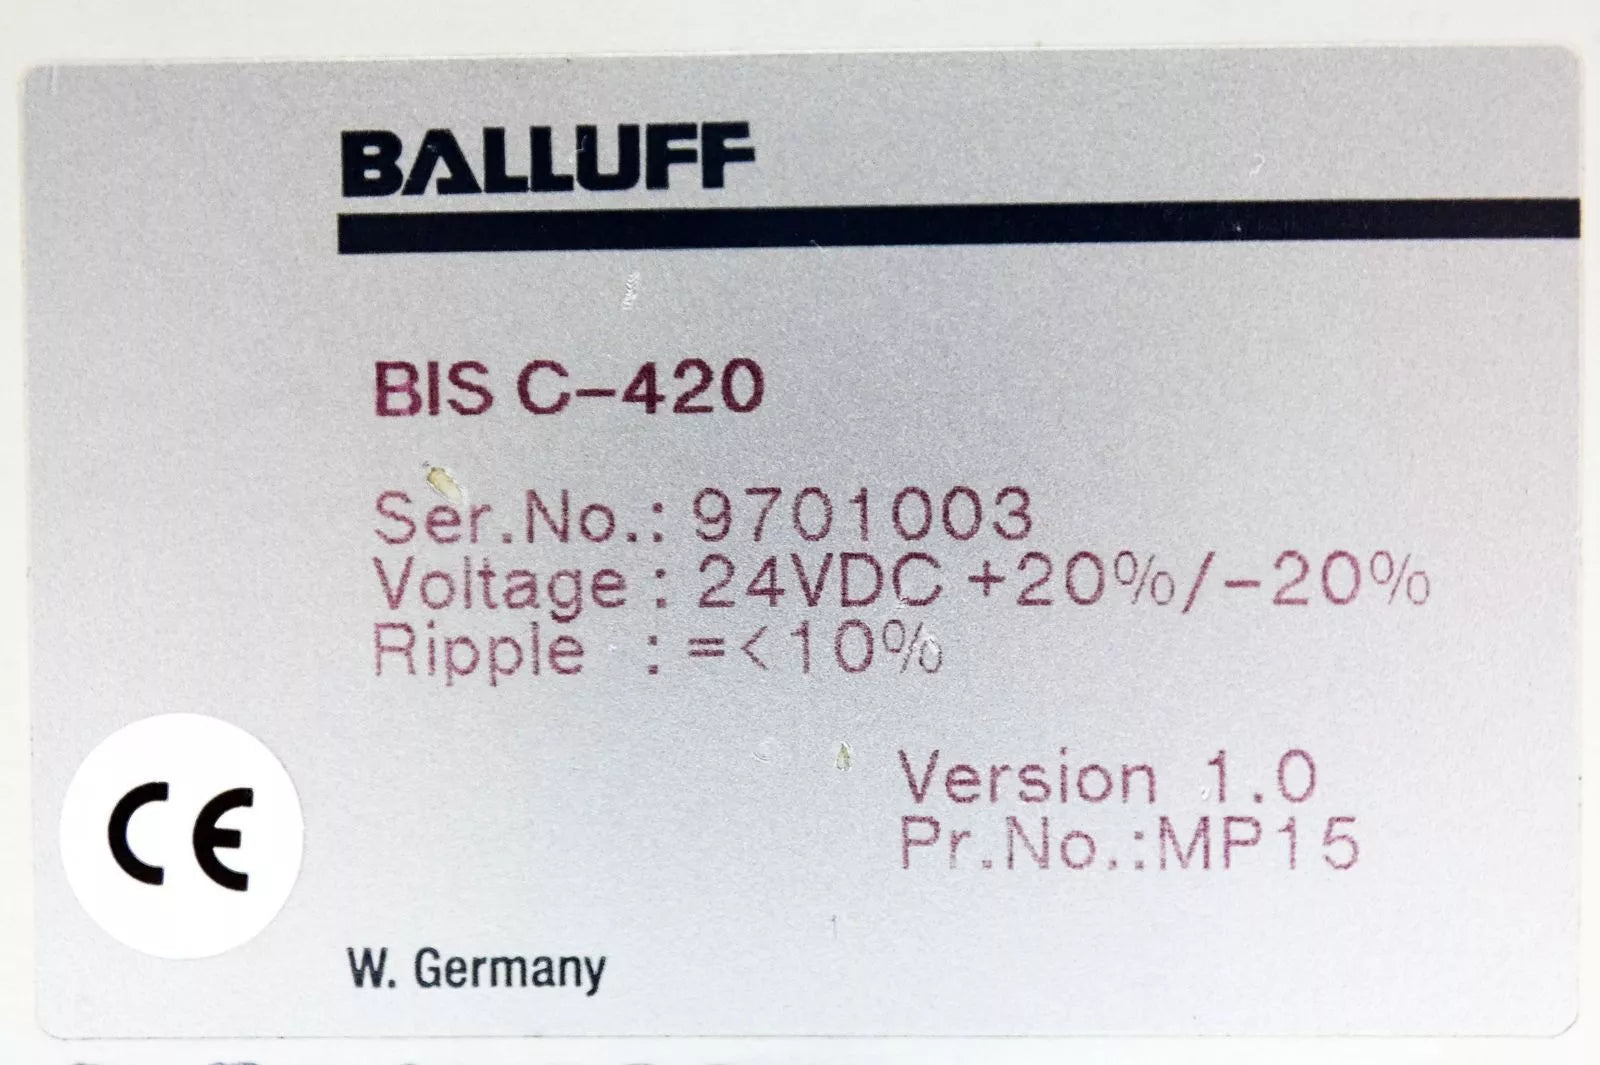 BALLUFF
BIS C-420
Ser.No.: 9701003
Voltage : 24VDC +20%/-20%
Ripple : =<10%
Version 1.0
Pr.No.:MP15
CE
W. Germany